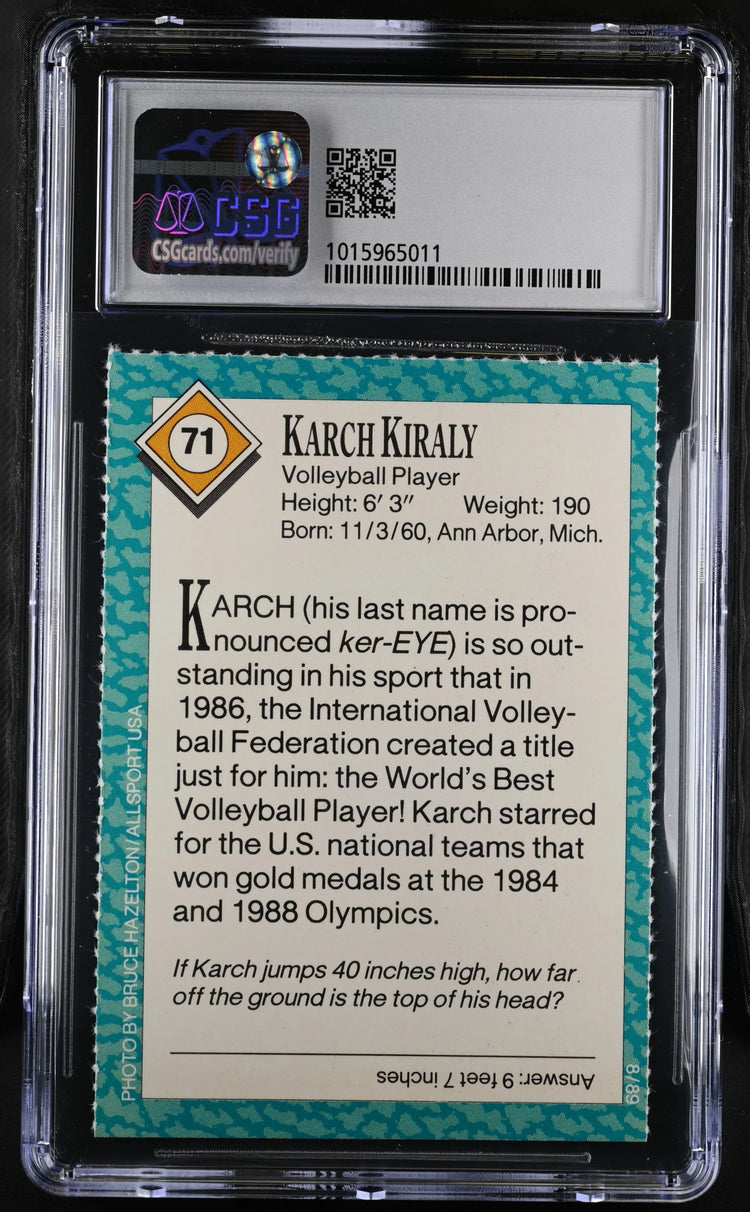 CSG
CSGcards.com/verify
1015965011
71
KARCH KIRALY
Volleyball Player
Height: 6′ 3″ Weight: 190
Born: 11/3/60, Ann Arbor, Mich.
KARCH (his last name is pro-
nounced ker-EYE) is so out-
standing in his sport that in
1986, the International Volley-
ball Federation created a title
just for him: the World's Best
Volleyball Player! Karch starred
for the U.S. national teams that
won gold medals at the 1984
and 1988 Olympics.
If Karch jumps 40 inches high, how far
off the ground is the top of his head?
Answer: 9 feet 7 inches
PHOTO BY BRUCE HAZELTON/ALLSPORT USA
8/89